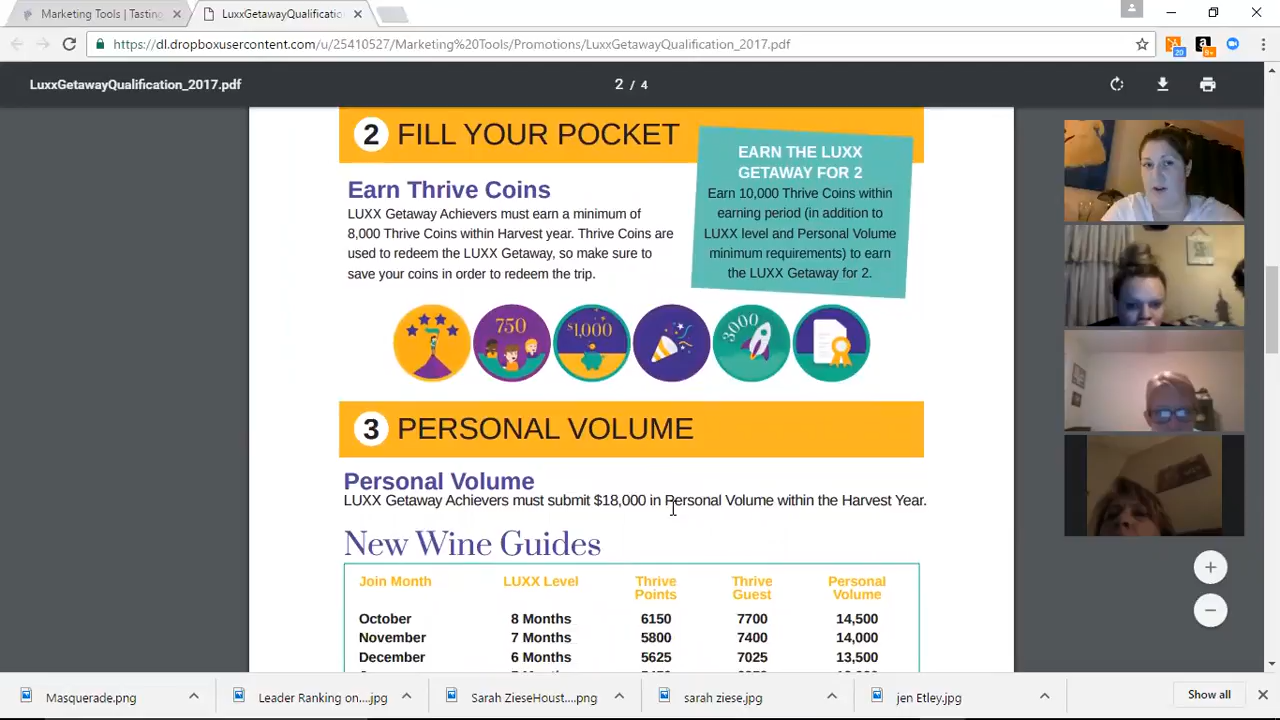 Marketing Tools | Tasting
LuxxGetawayQualificatio
https://dl.dropboxusercontent.com/u/25410527/Marketing%20Tools/Promotions/LuxxGetawayQualification_2017.pdf
20
9+
LuxxGetawayQualification_2017.pdf
2 / 4
2 FILL YOUR POCKET
EARN THE LUXX
GETAWAY FOR 2
Earn 10,000 Thrive Coins within
earning period (in addition to
LUXX level and Personal Volume
minimum requirements) to earn
the LUXX Getaway for 2.
Earn Thrive Coins
LUXX Getaway Achievers must earn a minimum of
8,000 Thrive Coins within Harvest year. Thrive Coins are
used to redeem the LUXX Getaway, so make sure to
save your coins in order to redeem the trip.
750
$1,000
3000
3 PERSONAL VOLUME
Personal Volume
LUXX Getaway Achievers must submit $18,000 in Personal Volume within the Harvest Year.
New Wine Guides
Join Month LUXX Level Thrive Points Thrive Guest Personal Volume
October 8 Months 6150 7700 14,500
November 7 Months 5800 7400 14,000
December 6 Months 5625 7025 13,500
Masquerade.png
Leader Ranking on....jpg
Sarah ZieseHoust....png
sarah ziese.jpg
jen Etley.jpg
Show all